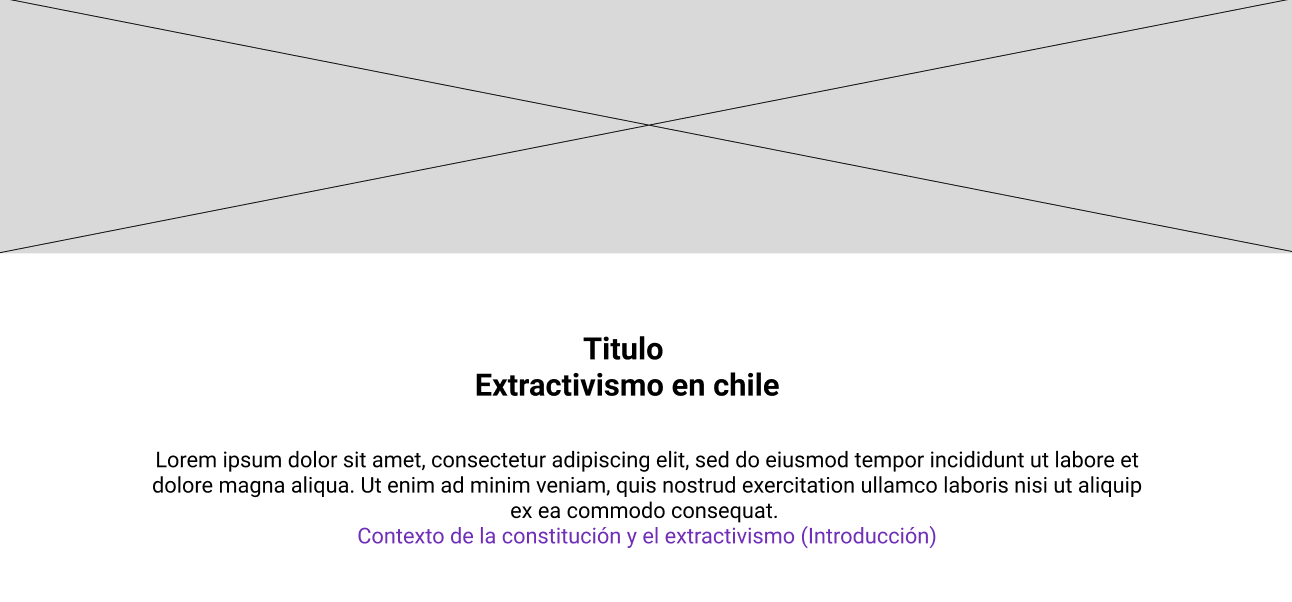 Titulo
Extractivismo en chile
Lorem ipsum dolor sit amet, consectetur adipiscing elit, sed do eiusmod tempor incididunt ut labore et
dolore magna aliqua. Ut enim ad minim veniam, quis nostrud exercitation ullamco laboris nisi ut aliquip
ex ea commodo consequat.
Contexto de la constitución y el extractivismo (Introducción)